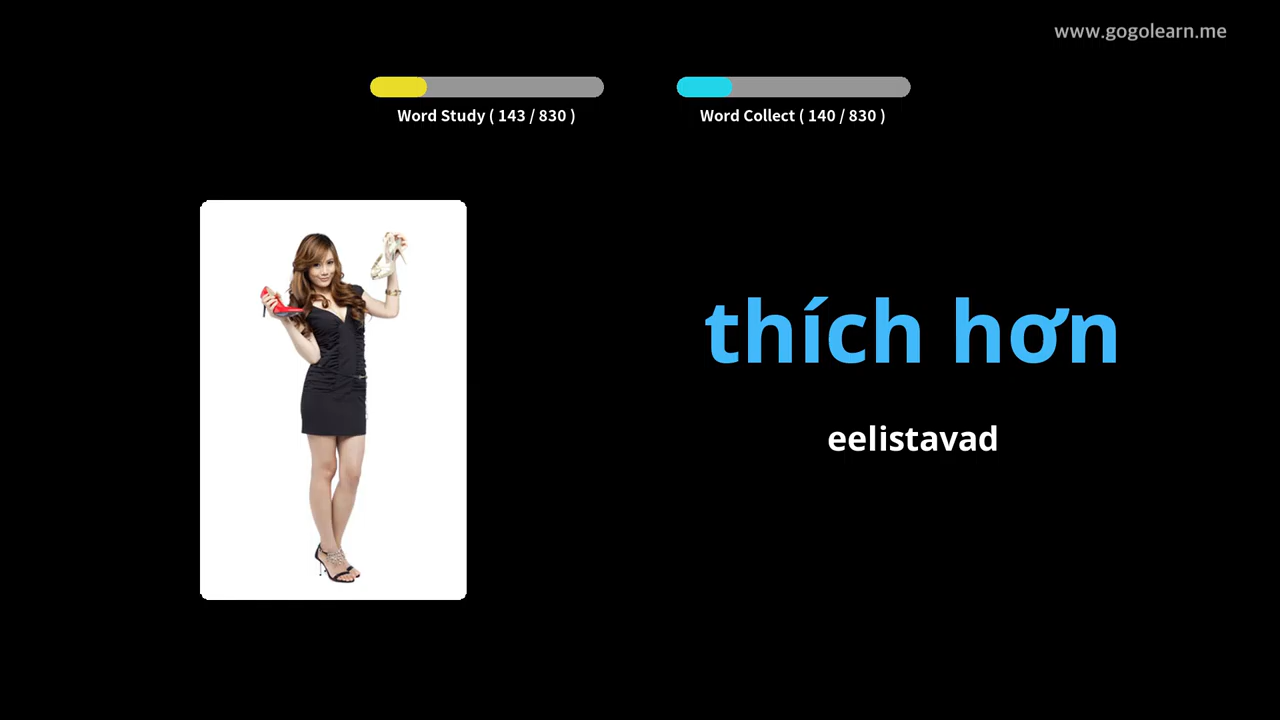 www.gogolearn.me
Word Study ( 143 / 830 )
Word Collect ( 140 / 830 )
thích hơn
eelistavad